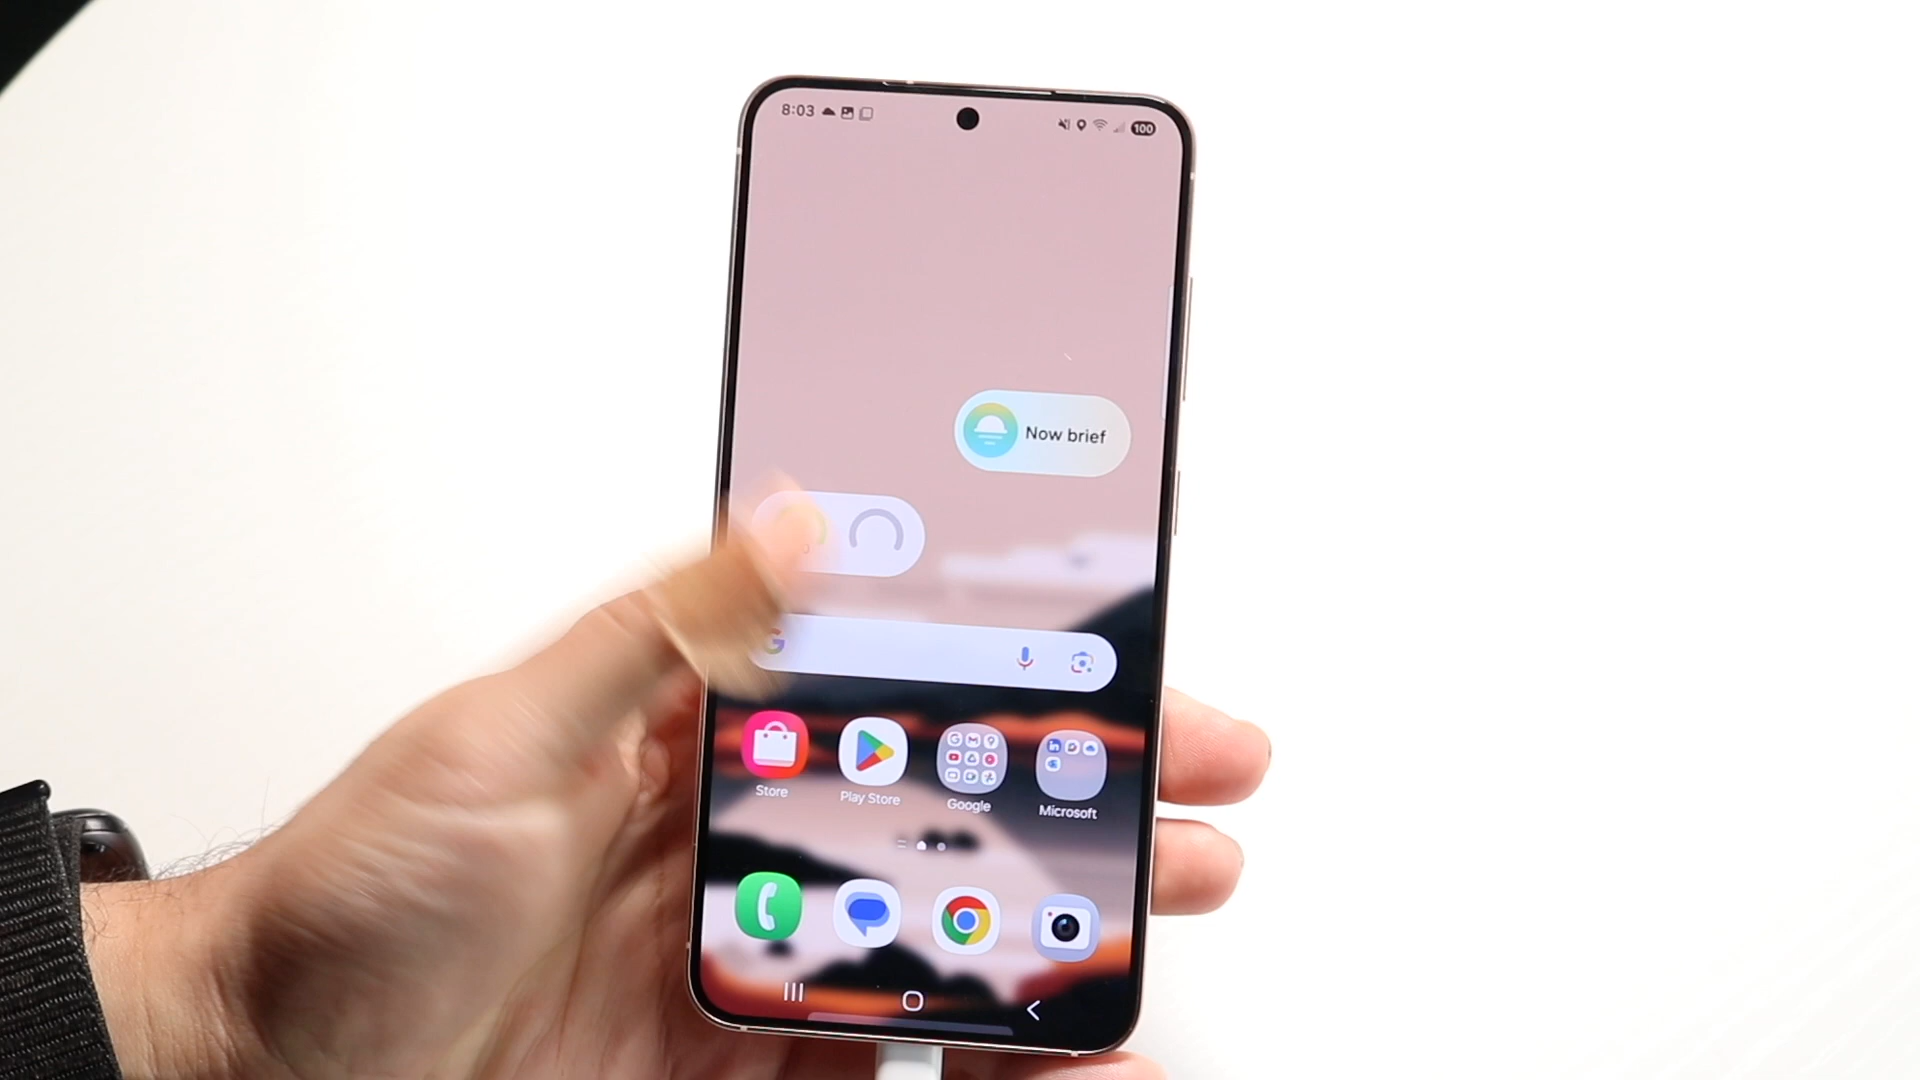 8:03
100
Now brief
G
Store
Play Store
Google
Microsoft